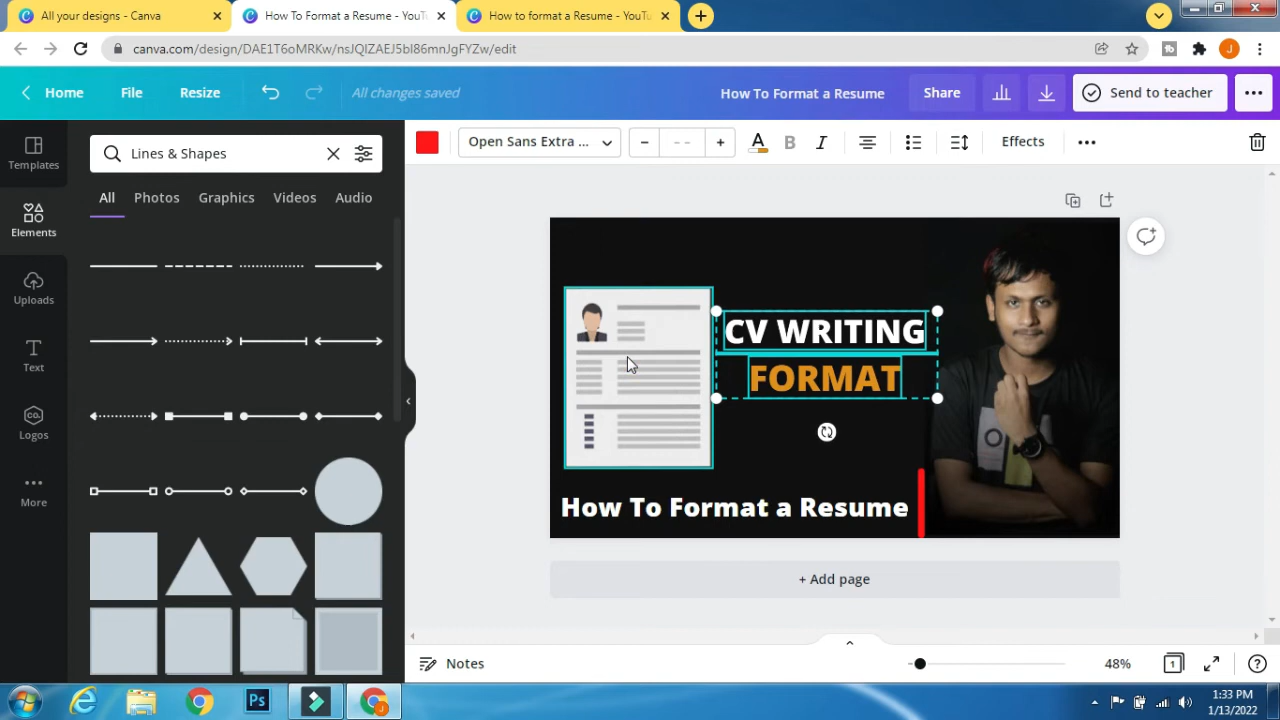 All your designs - Canva
How To Format a Resume - YouTu
How to format a Resume - YouTu
canva.com/design/DAE1T6oMRKw/nsJQIZAEJ5bI86mnJgFYZw/edit
J
Home
File
Resize
All changes saved
How To Format a Resume
Share
Send to teacher
Templates
Elements
Uploads
Text
CO.
Logos
More
Lines & Shapes
All
Photos
Graphics
Videos
Audio
Open Sans Extra ...
– -- +
A
B
I
Effects
CV WRITING
FORMAT
How To Format a Resume
+ Add page
Notes
48%
1
?
Ps
1:33 PM
1/13/2022